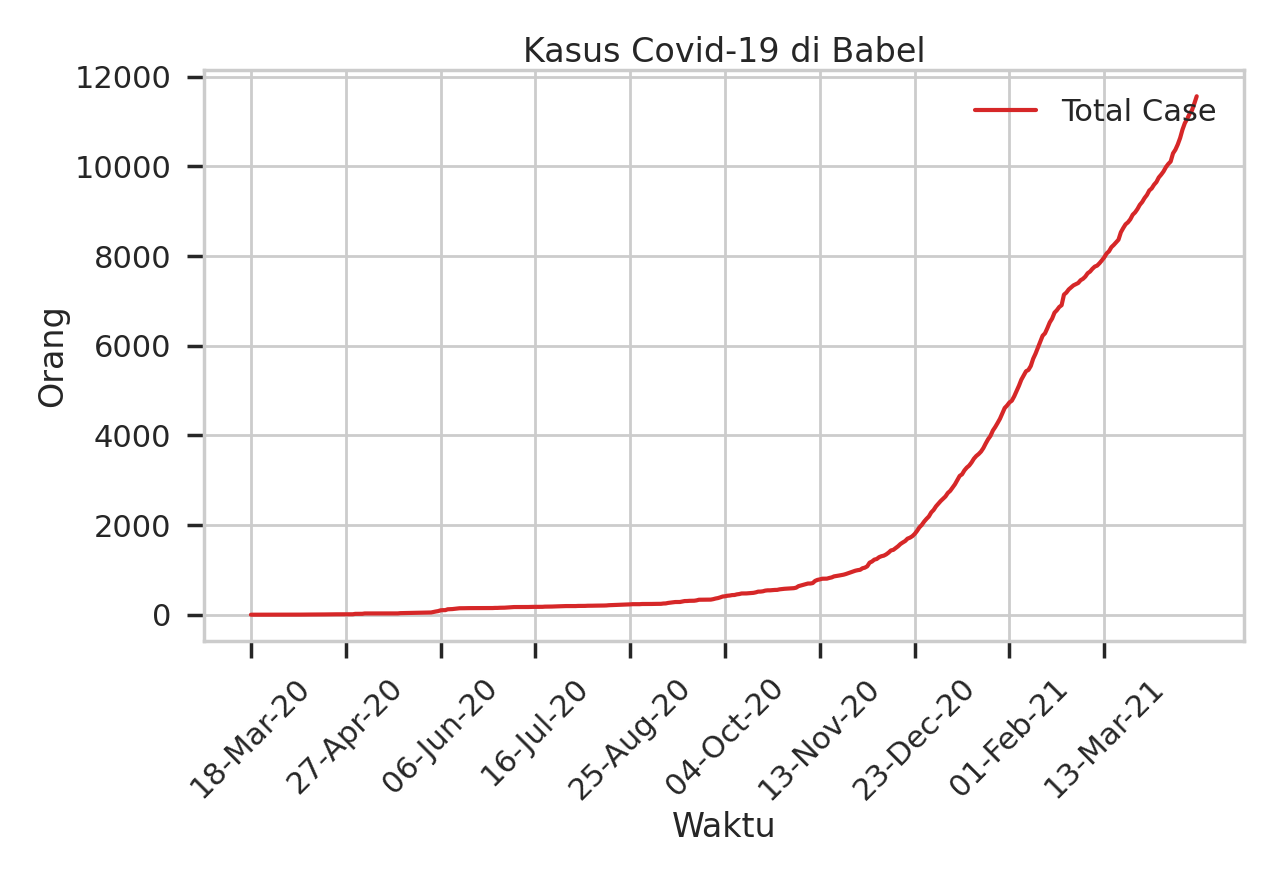 Kasus Covid-19 di Babel
Total Case
12000
10000
8000
6000
4000
2000
0
Orang
18-Mar-20
27-Apr-20
06-Jun-20
16-Jul-20
25-Aug-20
04-Oct-20
13-Nov-20
23-Dec-20
01-Feb-21
13-Mar-21
Waktu